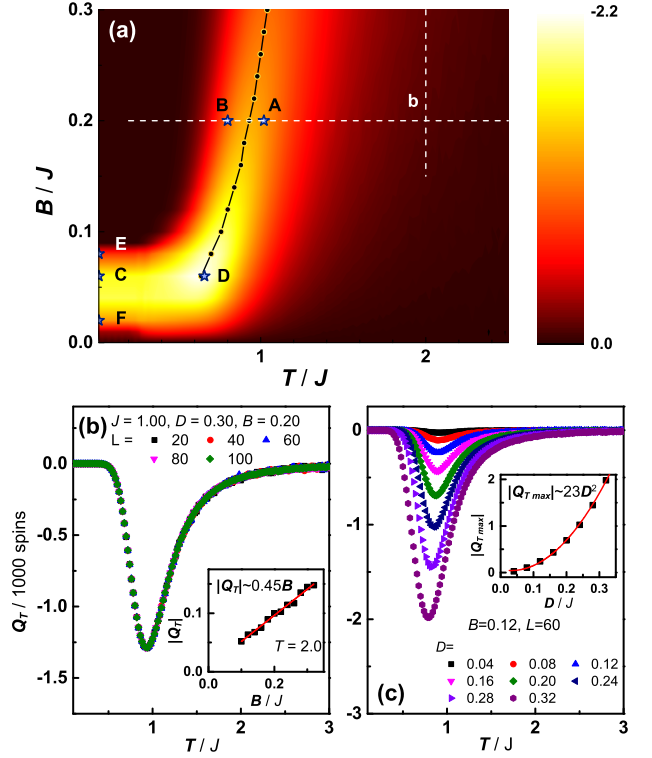 0.3
(a)
-2.2
B
A
b
0.2
B / J
0.1
E
C
D
F
0.0
0.0
1
2
T / J
(b)
J = 1.00, D = 0.30, B = 0.20
L = 20 40 60
80 100
0.0
-0.5
-1.0
-1.5
Q_T / 1000 spins
|Q_T|~0.45B
|Q_T|
0.1
0.0
T = 2.0
0.0 0.2
B / J
1 2 3
T / J
0
-1
-2
-3
|Q_T max|~23D²
|Q_T max|
2
1
0
0.0 0.1 0.2 0.3
D / J
B=0.12, L=60
D=
0.04 0.08 0.12
0.16 0.20 0.24
0.28 0.32
(c)
1 2 3
T / J